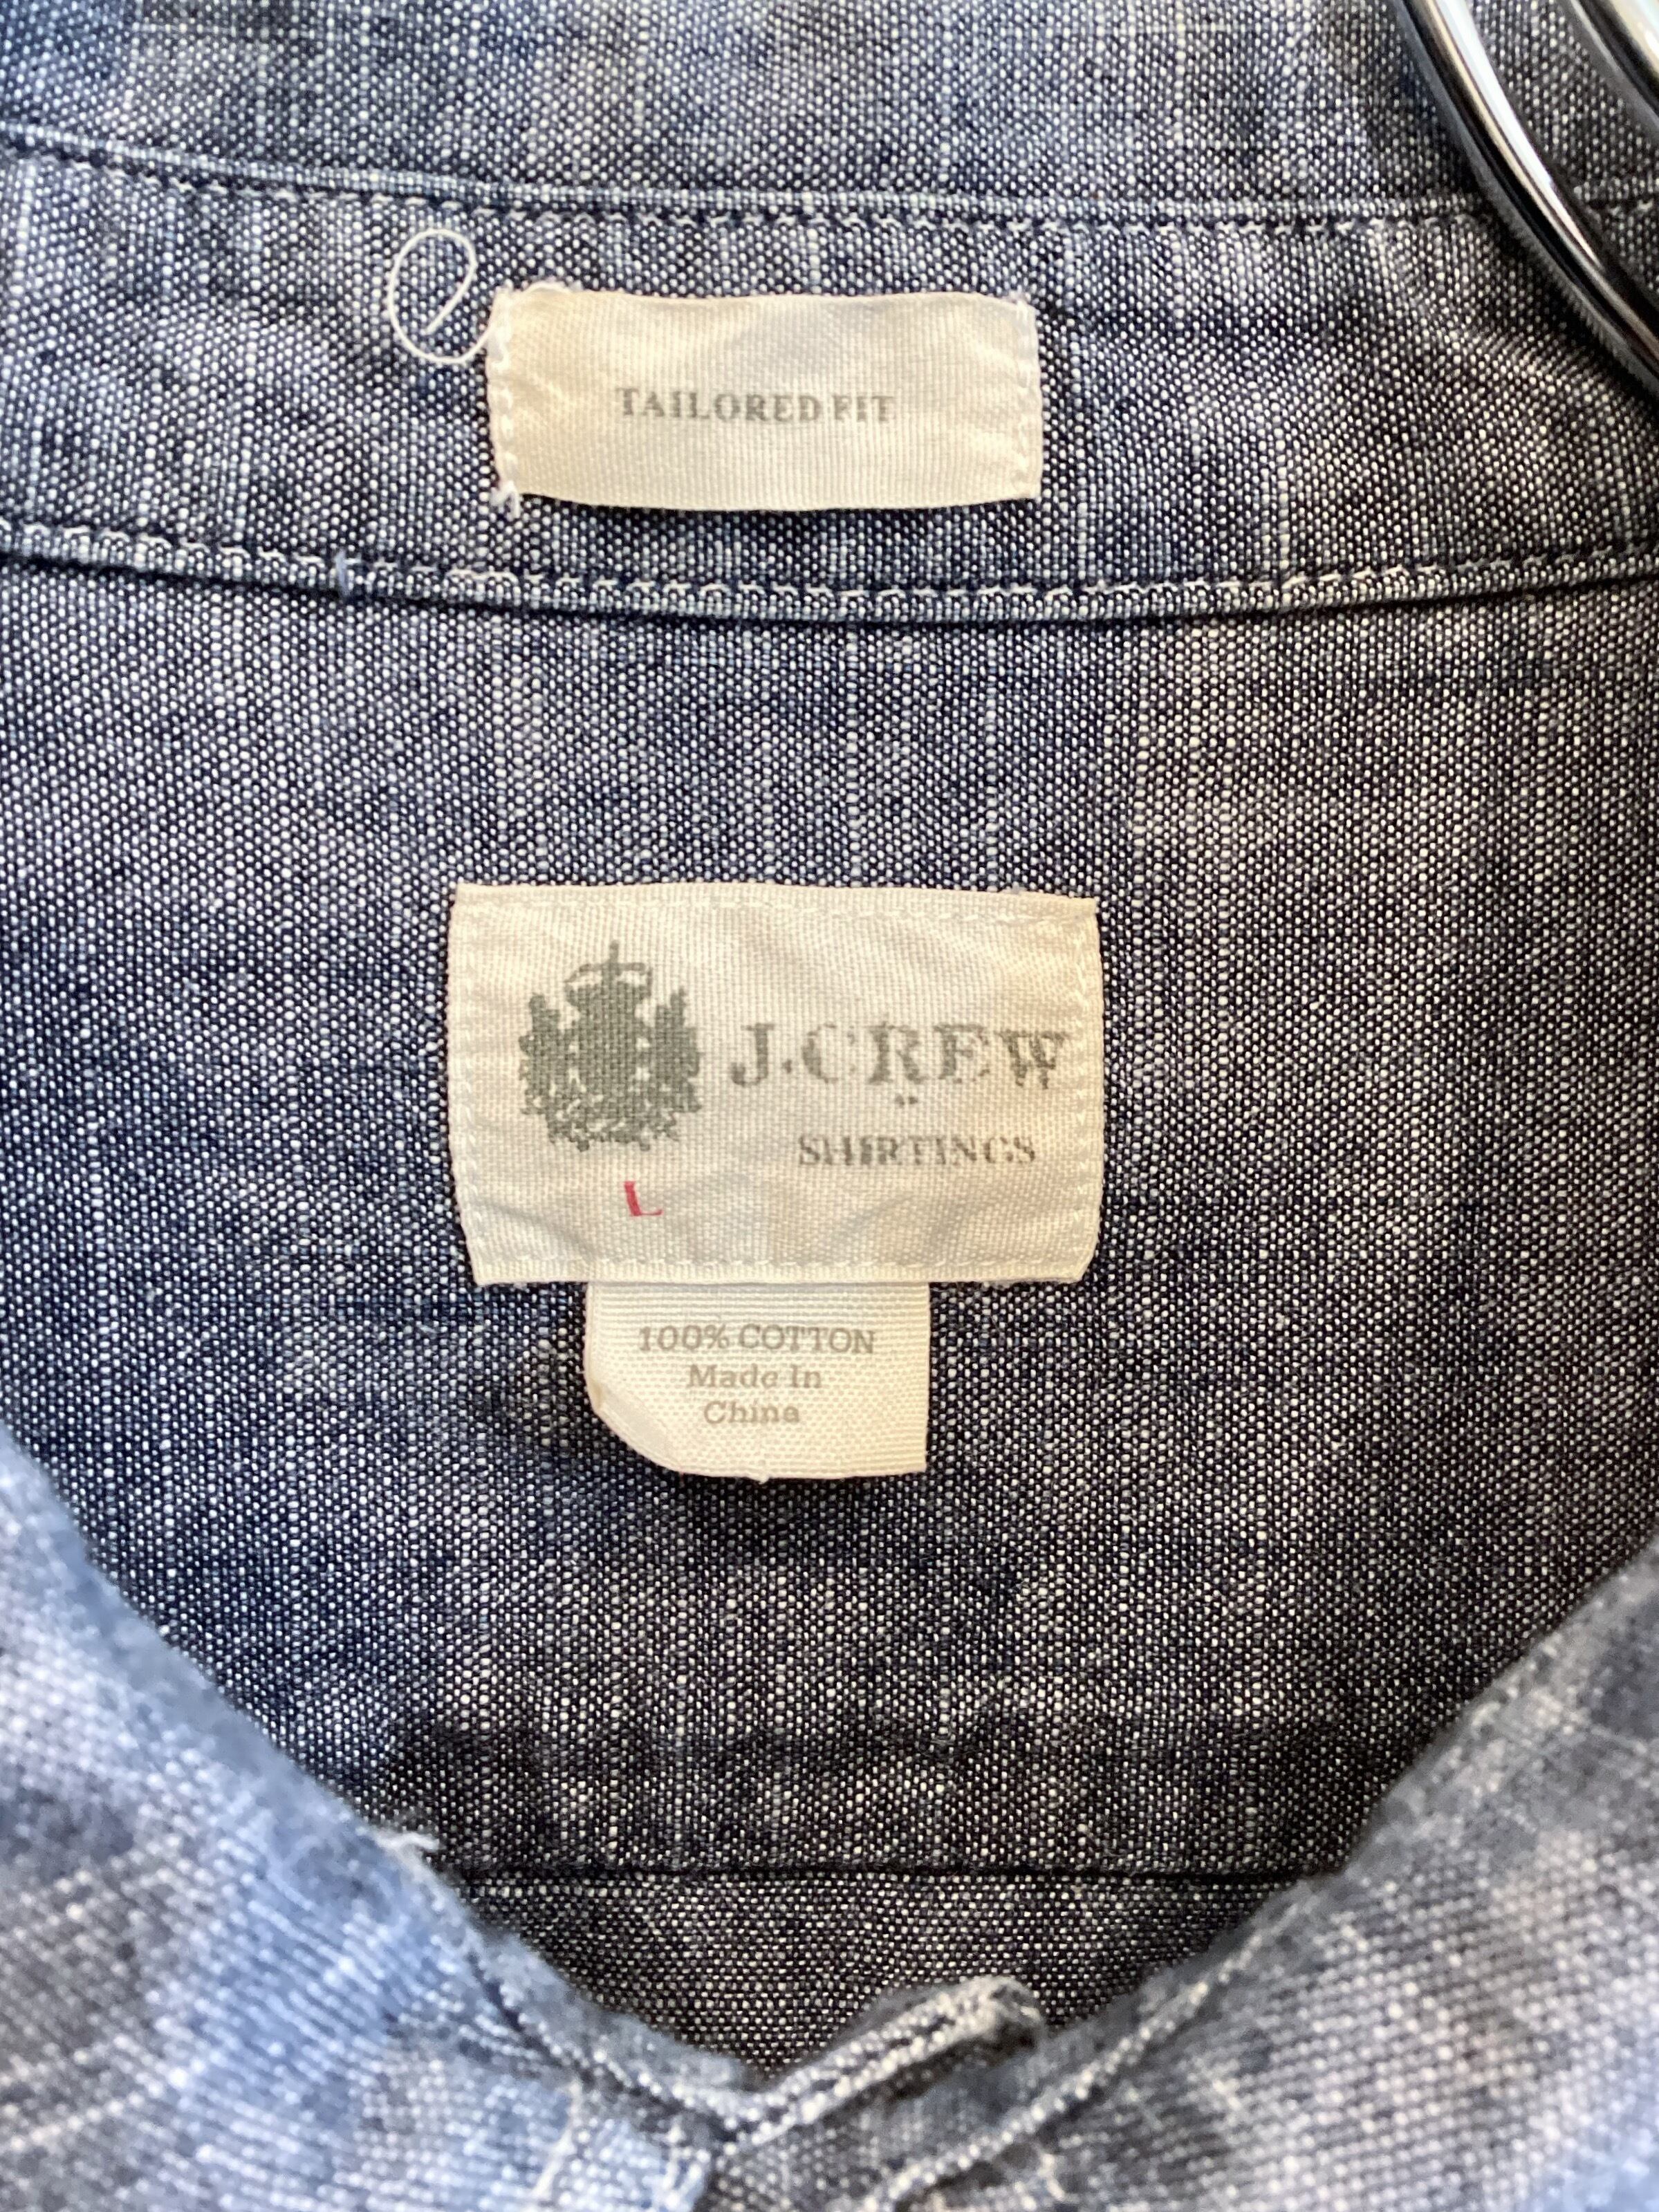 TAILORED FIT
J.CREW
SHIRTINGS
L
100% COTTON
Made In
China